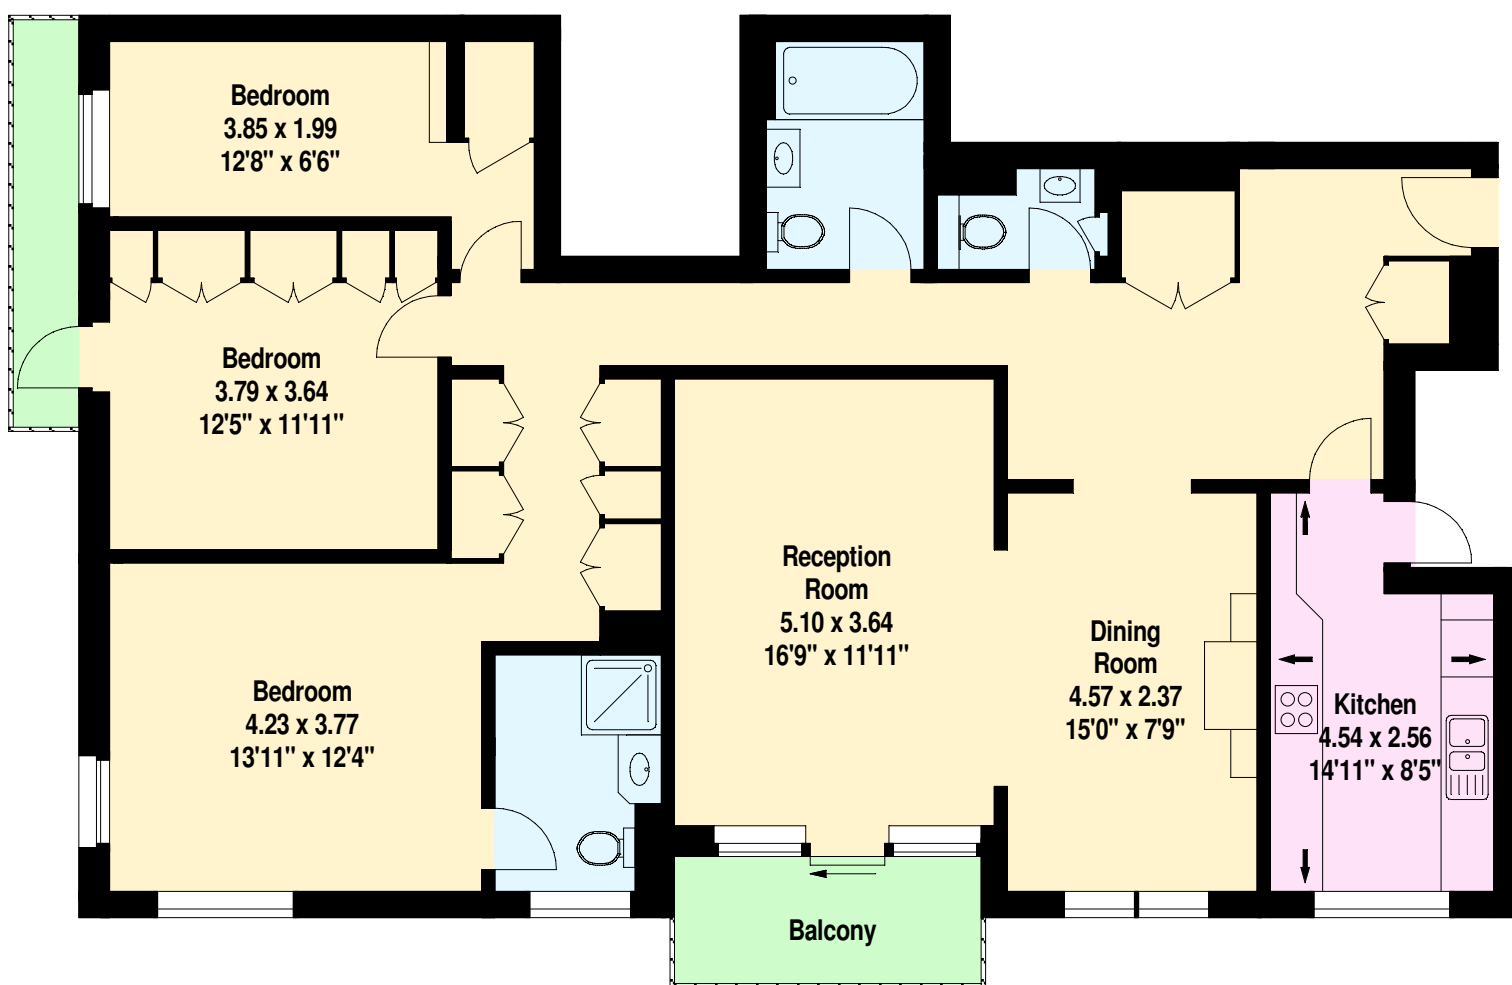 Bedroom
3.85 x 1.99
12'8" x 6'6"
Bedroom
3.79 x 3.64
12'5" x 11'11"
Bedroom
4.23 x 3.77
13'11" x 12'4"
Reception
Room
5.10 x 3.64
16'9" x 11'11"
Dining
Room
4.57 x 2.37
15'0" x 7'9"
Kitchen
4.54 x 2.56
14'11" x 8'5"
Balcony